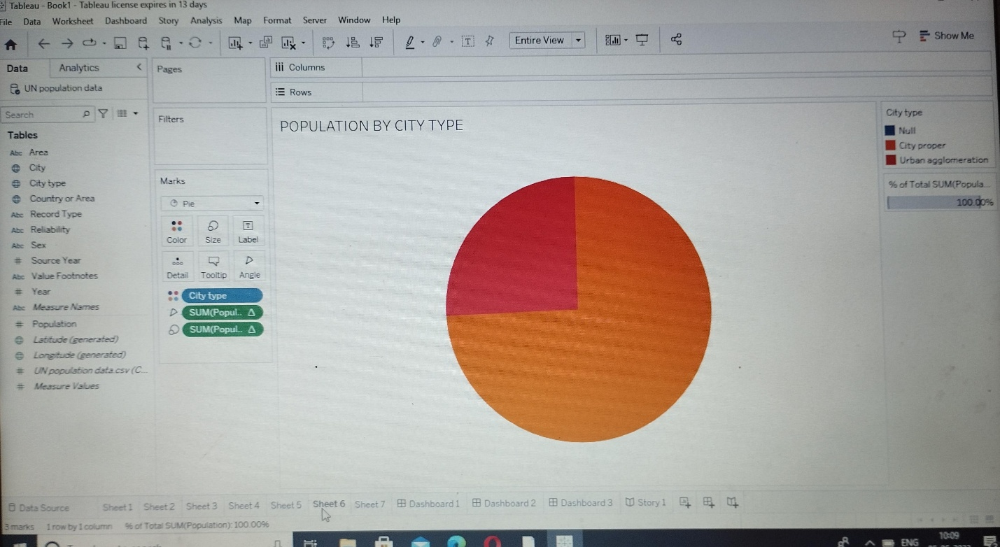 Tableau - Book1 - Tableau license expires in 13 days
File Data Worksheet Dashboard Story Analysis Map Format Server Window Help
Entire View
Show Me
Data Analytics
UN population data
Search
Tables
Abc Area
City
City type
Country or Area
Abc Record Type
Abc Reliability
Abc Sex
# Source Year
Abc Value Footnotes
# Year
Abc Measure Names
# Population
Latitude (generated)
Longitude (generated)
# UN population data.csv (C...
# Measure Values
Pages
Filters
Marks
Pie
Color Size Label
Detail Tooltip Angle
City type
SUM(Popul.. Δ
SUM(Popul.. Δ
iii Columns
Rows
POPULATION BY CITY TYPE
City type
Null
City proper
Urban agglomeration
% of Total SUM(Popula...
100.00%
Data Source Sheet 1 Sheet 2 Sheet 3 Sheet 4 Sheet 5 Sheet 6 Sheet 7 Dashboard 1 Dashboard 2 Dashboard 3 Story 1
3 marks 1 row by 1 column % of Total SUM(Population): 100.00%
ENG
10:09